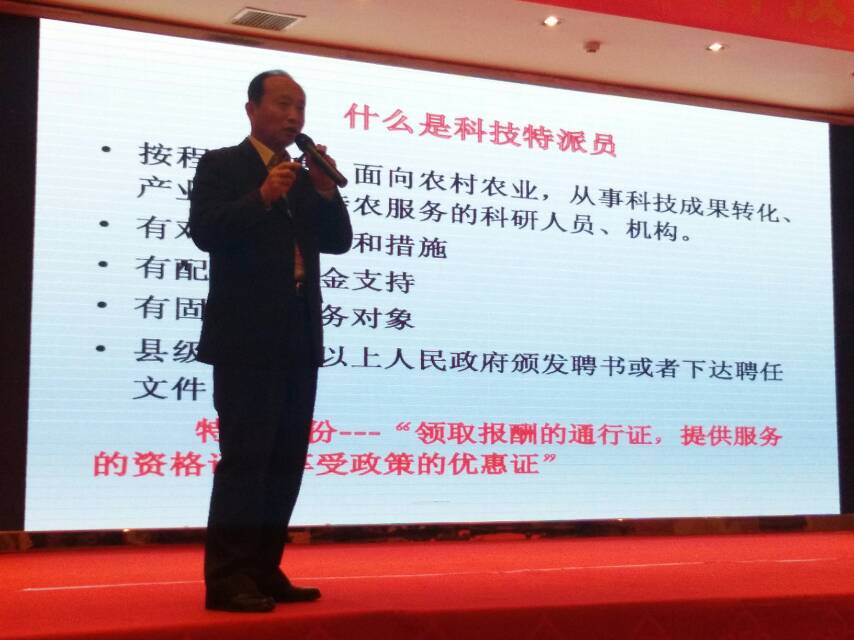 什么是科技特派员
• 按程 面向农村农业，从事科技成果转化、
产业 农服务的科研人员、机构。
• 有 和措施
• 有配 金支持
• 有固 务对象
• 县级 以上人民政府颁发聘书或者下达聘任
文件
特 份---“领取报酬的通行证，提供服务
的资格 享受政策的优惠证”